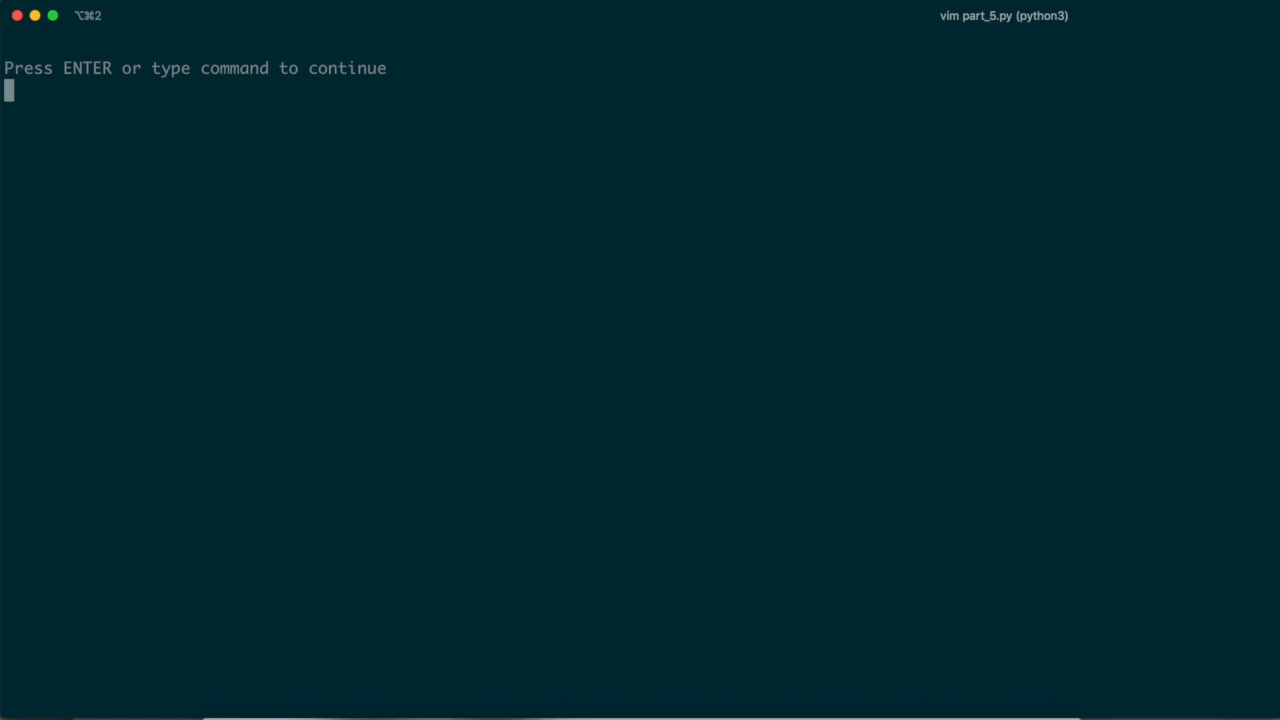 ⌥⌘2
vim part_5.py (python3)
Press ENTER or type command to continue